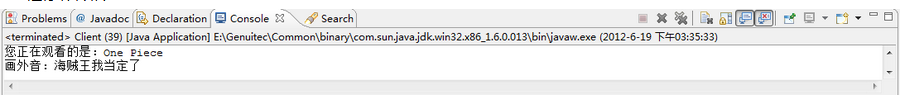 Problems @ Javadoc Declaration Console Search
<terminated> Client (39) [Java Application] E:\Genuitec\Common\binary\com.sun.java.jdk.win32.x86_1.6.0.013\bin\javaw.exe (2012-6-19 下午03:35:33)
您正在观看的是：One Piece
画外音：海贼王我当定了